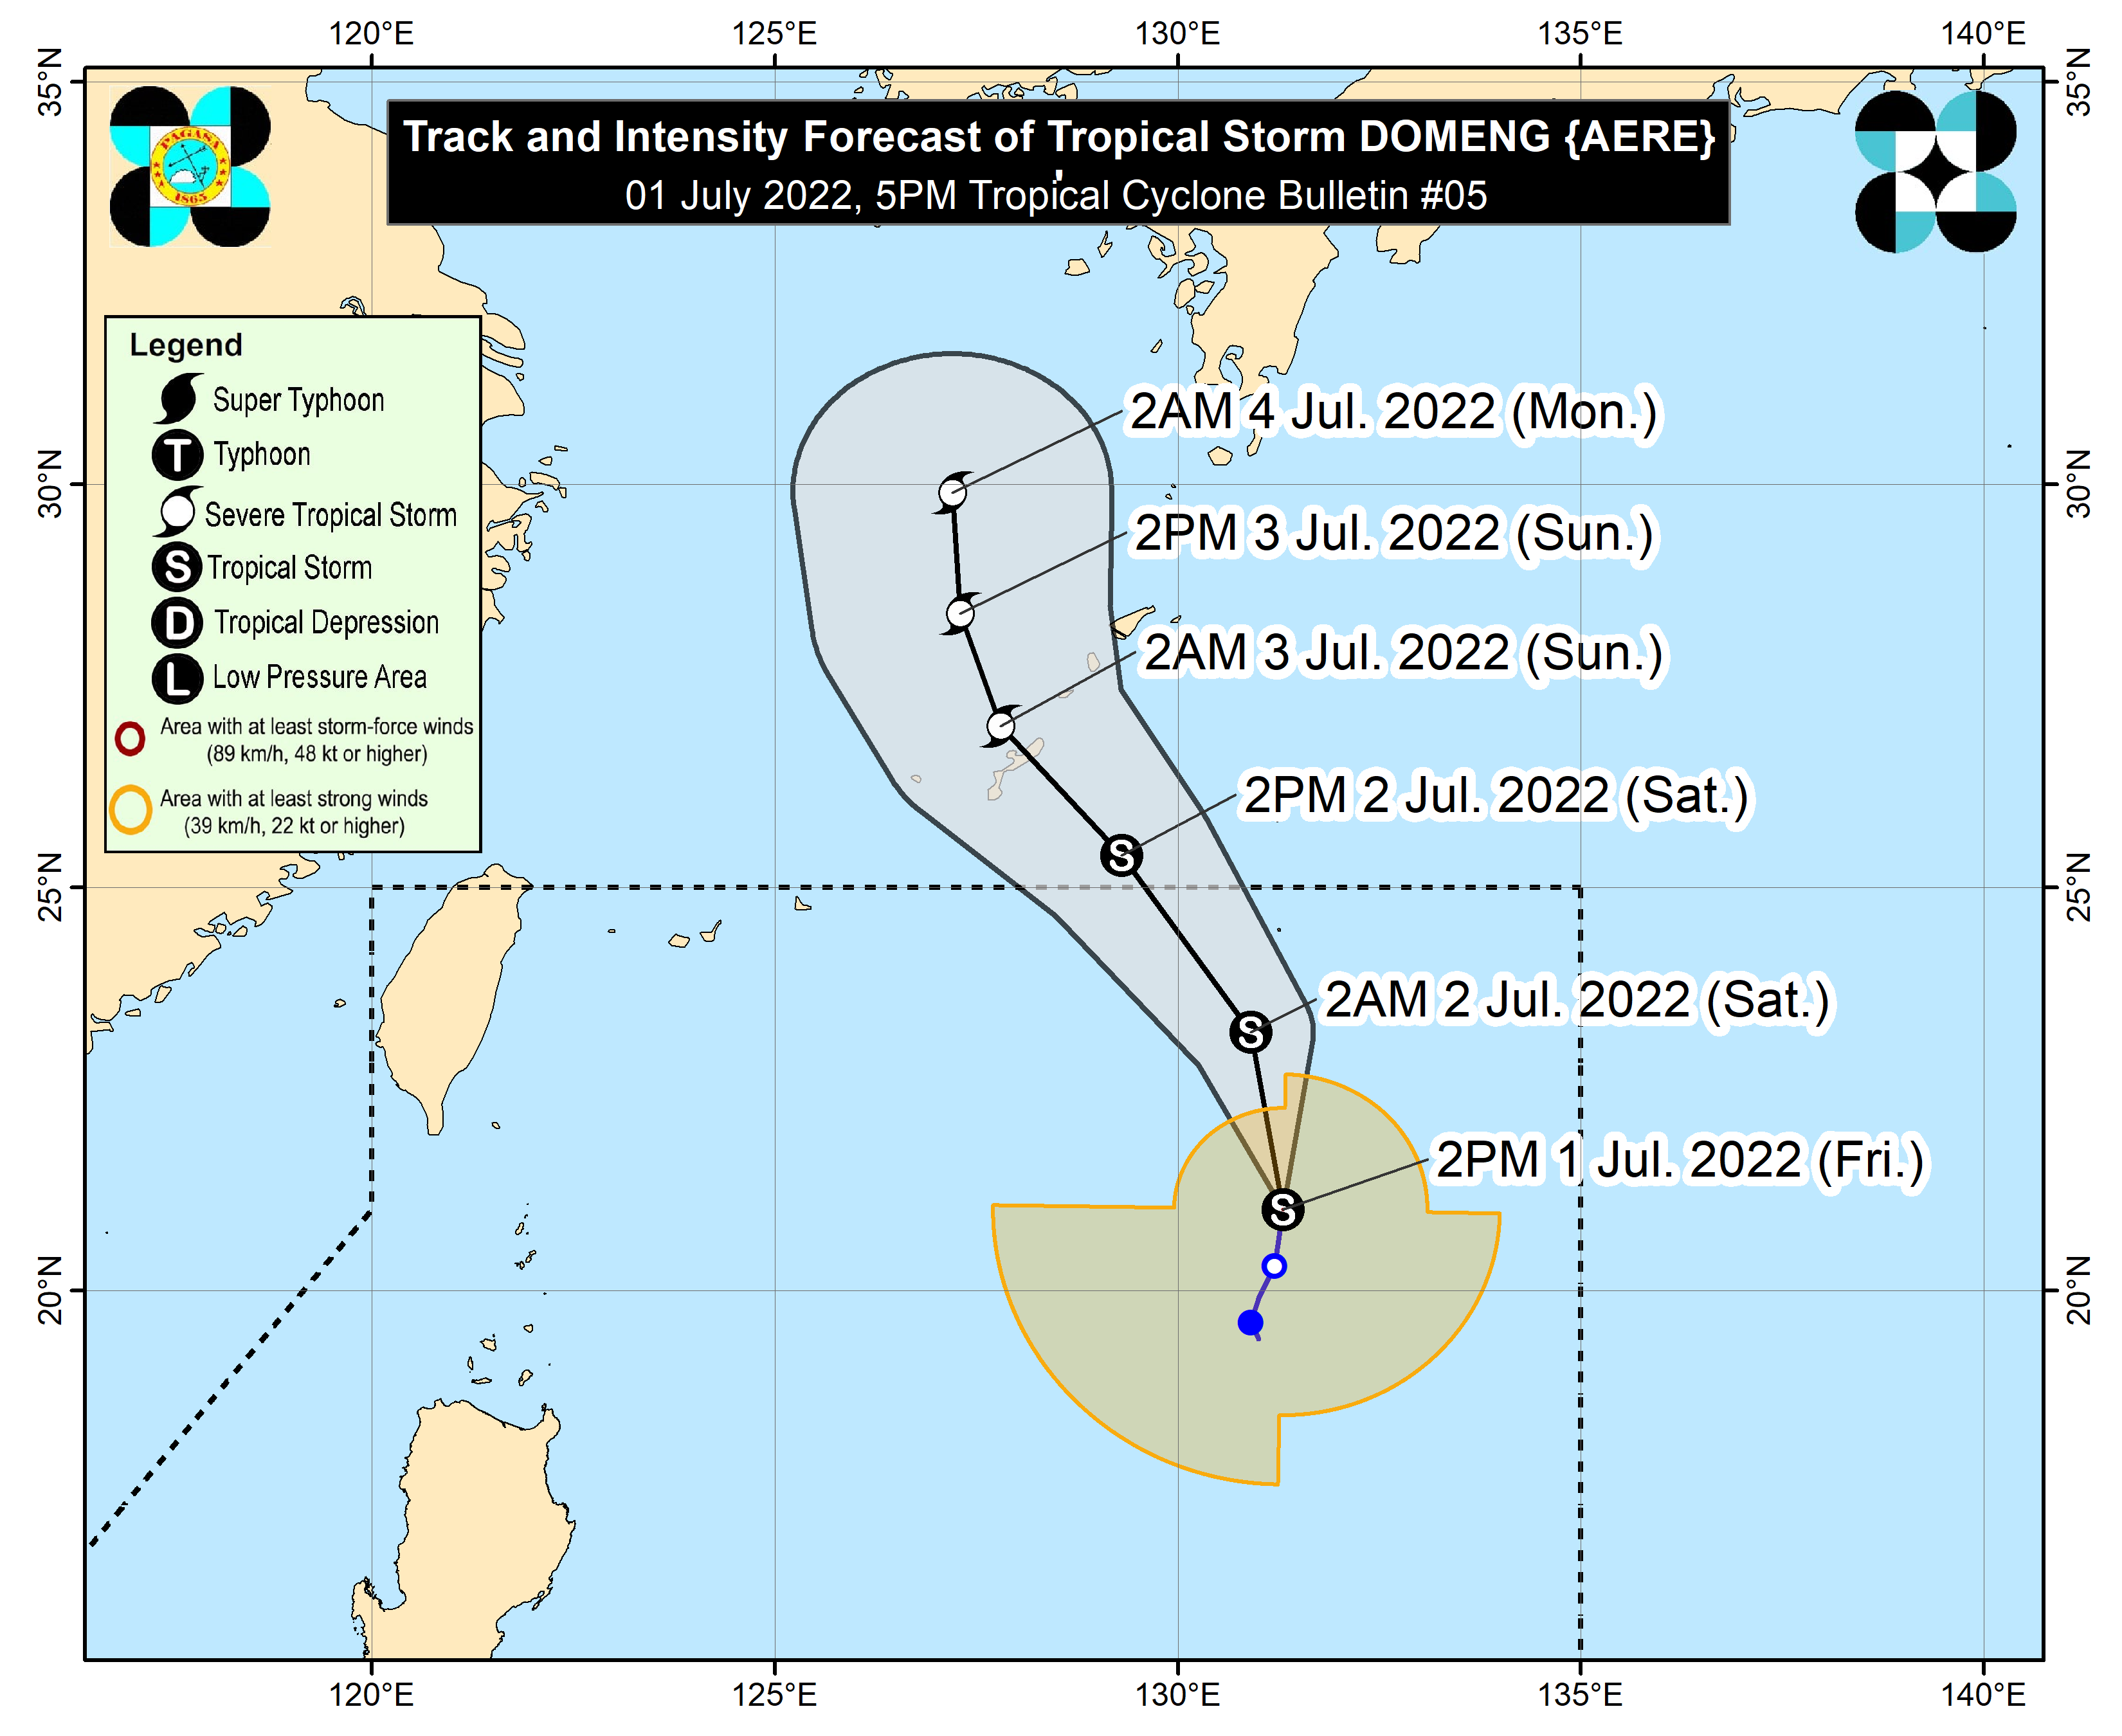 120°E 125°E 130°E 135°E 140°E
35°N 35°N
PAGASA
1865
Track and Intensity Forecast of Tropical Storm DOMENG {AERE}
,
01 July 2022, 5PM Tropical Cyclone Bulletin #05
Legend
Super Typhoon
T Typhoon
Severe Tropical Storm
S Tropical Storm
D Tropical Depression
L Low Pressure Area
Area with at least storm-force winds
(89 km/h, 48 kt or higher)
Area with at least strong winds
(39 km/h, 22 kt or higher)
2AM 4 Jul. 2022 (Mon.)
30°N 30°N
2PM 3 Jul. 2022 (Sun.)
2AM 3 Jul. 2022 (Sun.)
2PM 2 Jul. 2022 (Sat.)
S
25°N 25°N
2AM 2 Jul. 2022 (Sat.)
S
2PM 1 Jul. 2022 (Fri.)
S
20°N 20°N
120°E 125°E 130°E 135°E 140°E